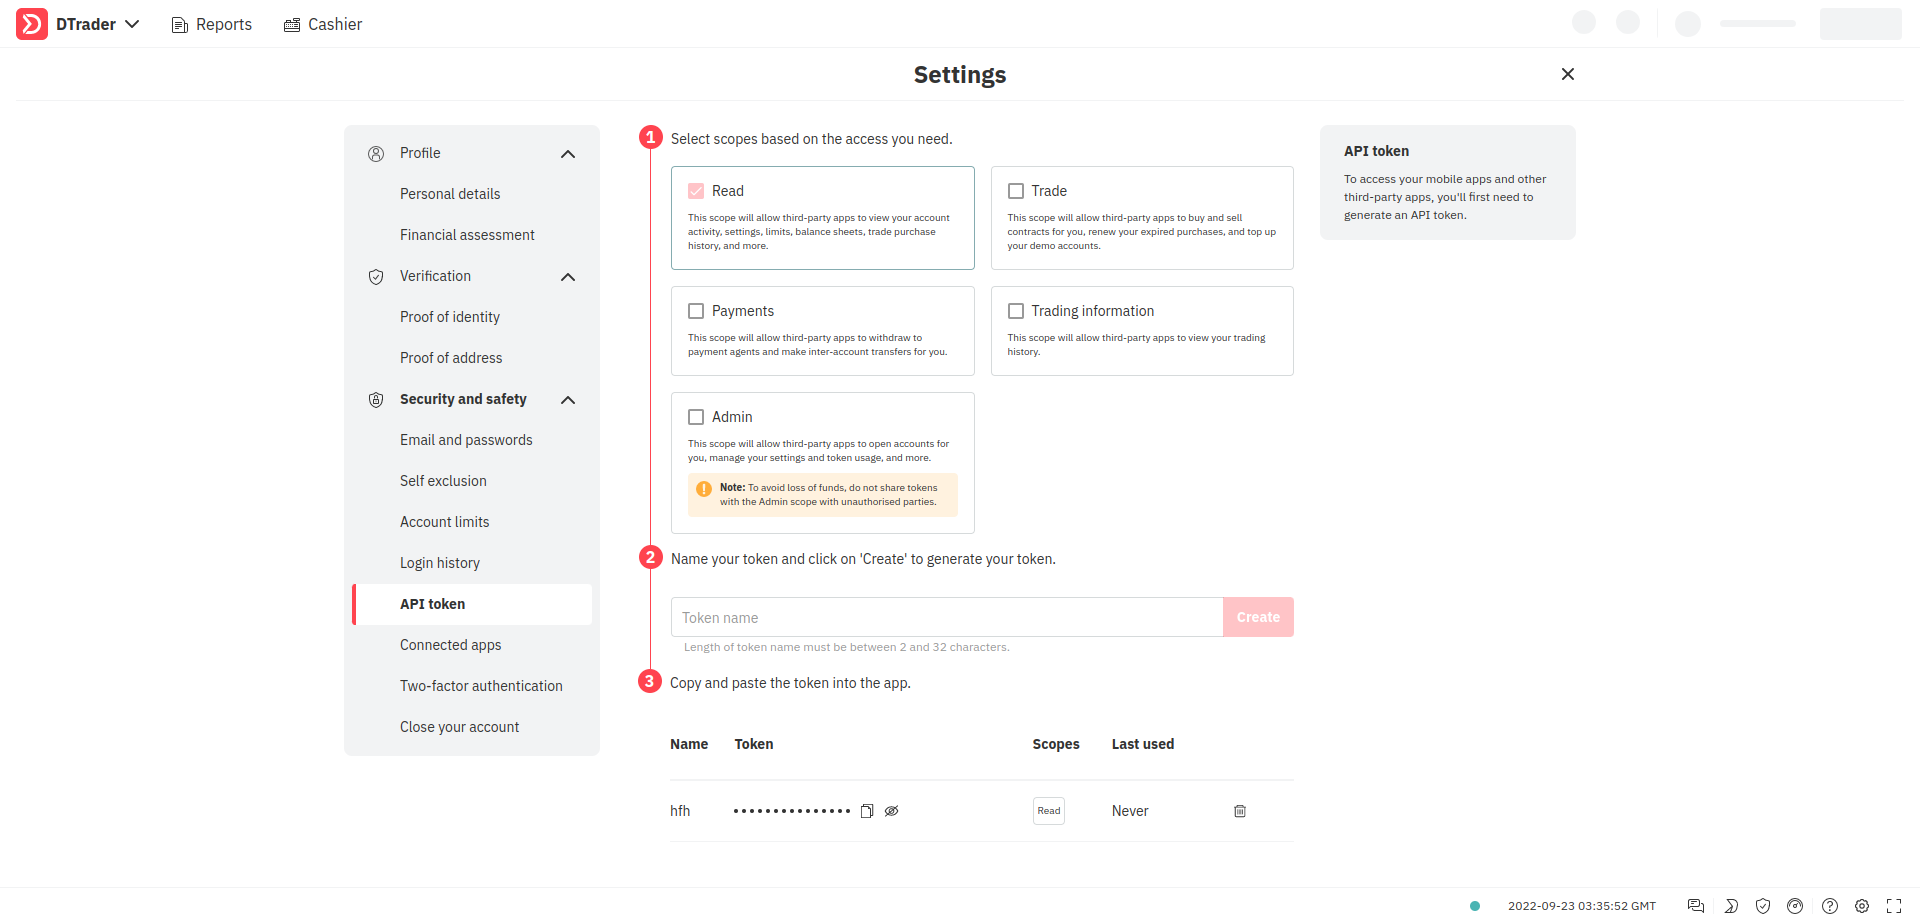 DTrader Reports Cashier
Settings
Profile
Personal details
Financial assessment
Verification
Proof of identity
Proof of address
Security and safety
Email and passwords
Self exclusion
Account limits
Login history
API token
Connected apps
Two-factor authentication
Close your account
1 Select scopes based on the access you need.
Read
This scope will allow third-party apps to view your account
activity, settings, limits, balance sheets, trade purchase
history, and more.
Trade
This scope will allow third-party apps to buy and sell
contracts for you, renew your expired purchases, and top up
your demo accounts.
Payments
This scope will allow third-party apps to withdraw to
payment agents and make inter-account transfers for you.
Trading information
This scope will allow third-party apps to view your trading
history.
Admin
This scope will allow third-party apps to open accounts for
you, manage your settings and token usage, and more.
Note: To avoid loss of funds, do not share tokens
with the Admin scope with unauthorised parties.
2 Name your token and click on 'Create' to generate your token.
Token name Create
Length of token name must be between 2 and 32 characters.
3 Copy and paste the token into the app.
Name Token Scopes Last used
hfh ••••••••••••••• Read Never
API token
To access your mobile apps and other
third-party apps, you'll first need to
generate an API token.
2022-09-23 03:35:52 GMT